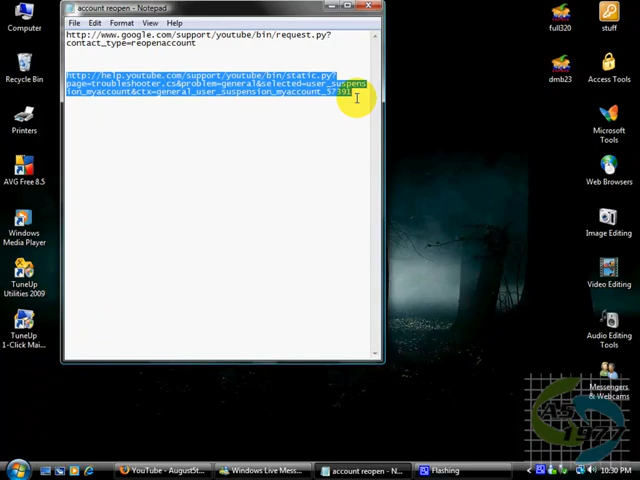 account reopen - Notepad
File Edit Format View Help
http://www.google.com/support/youtube/bin/request.py?
contact_type=reopenaccount
http://help.youtube.com/support/youtube/bin/static.py?
page=troubleshooter.cs&problem=general&selected=user_suspens
ion_myaccount&ctx=general_user_suspension_myaccount_57391
Computer
Recycle Bin
Printers
AVG Free 8.5
Windows
Media Player
TuneUp
Utilities 2009
TuneUp
1-Click Mai...
full320
stuff
dmb23
Access Tools
Microsoft
Tools
Web Browsers
Image Editing
Video Editing
Audio Editing
Tools
Messengers
& Webcams
YouTube - August5t...
Windows Live Mess...
account reopen - N...
Flashing
10:30 PM